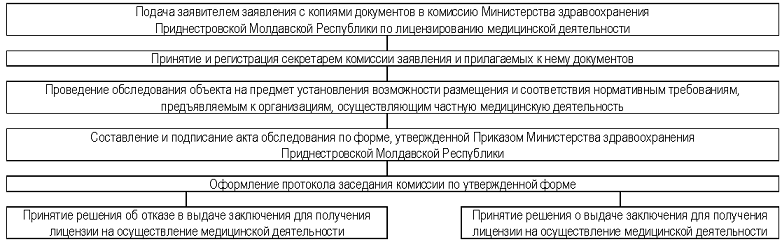 Подача заявителем заявления с копиями документов в комиссию Министерства здравоохранения
Приднестровской Молдавской Республики по лицензированию медицинской деятельности
Принятие и регистрация секретарем комиссии заявления и прилагаемых к нему документов
Проведение обследования объекта на предмет установления возможности размещения и соответствия нормативным требованиям,
предъявляемым к организациям, осуществляющим частную медицинскую деятельность
Составление и подписание акта обследования по форме, утвержденной Приказом Министерства здравоохранения
Приднестровской Молдавской Республики
Оформление протокола заседания комиссии по утвержденной форме
Принятие решения об отказе в выдаче заключения для получения
лицензии на осуществление медицинской деятельности
Принятие решения о выдаче заключения для получения
лицензии на осуществление медицинской деятельности